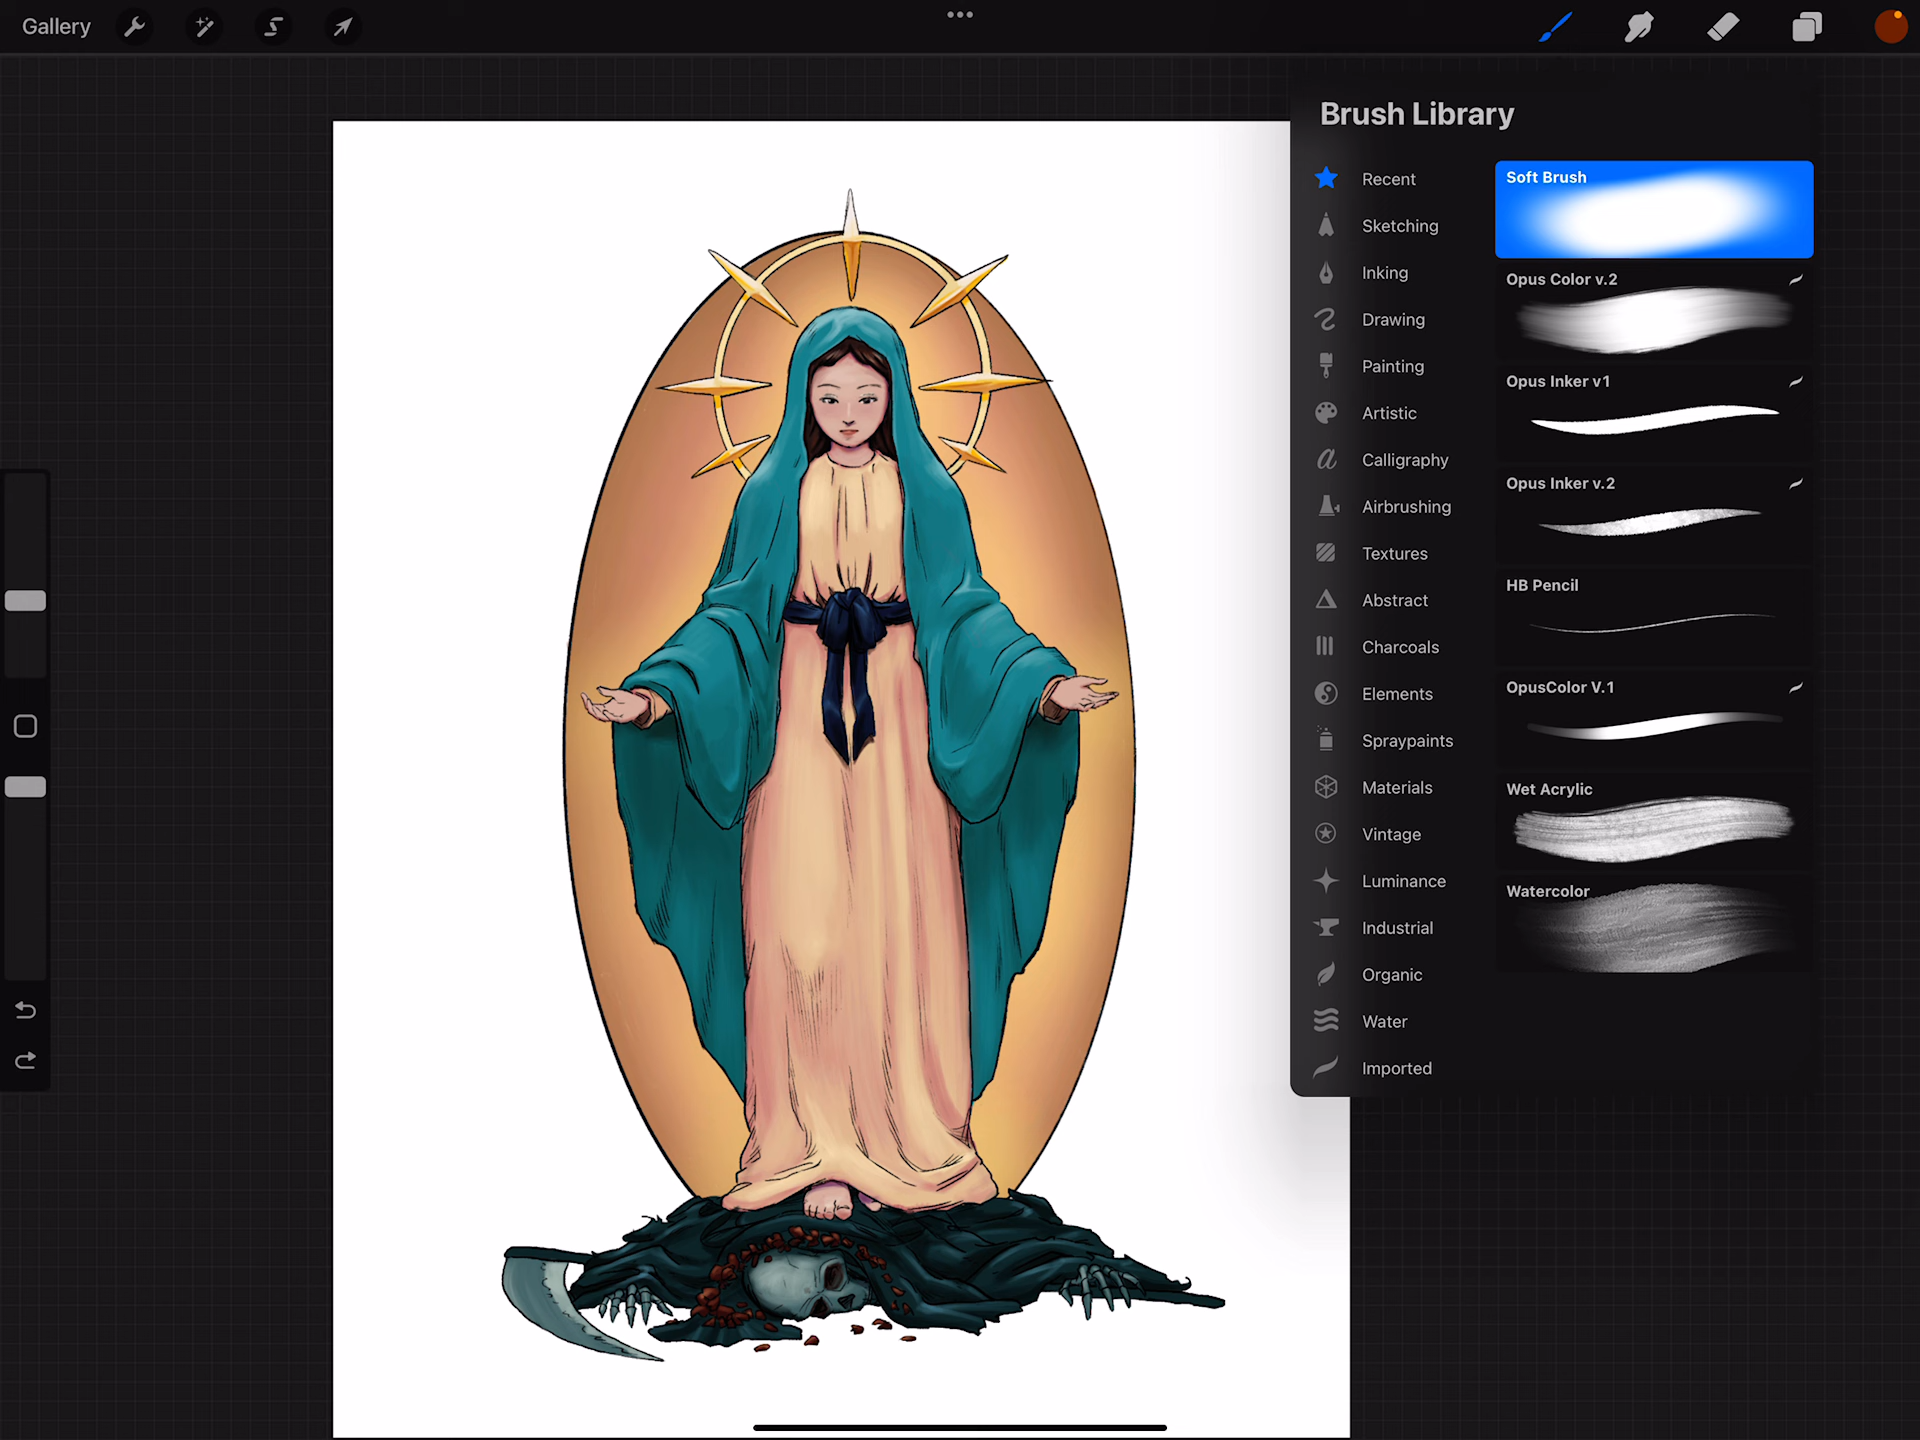 Gallery
Brush Library
Recent
Sketching
Inking
Drawing
Painting
Artistic
Calligraphy
Airbrushing
Textures
Abstract
Charcoals
Elements
Spraypaints
Materials
Vintage
Luminance
Industrial
Organic
Water
Imported
Soft Brush
Opus Color v.2
Opus Inker v1
Opus Inker v.2
HB Pencil
OpusColor V.1
Wet Acrylic
Watercolor